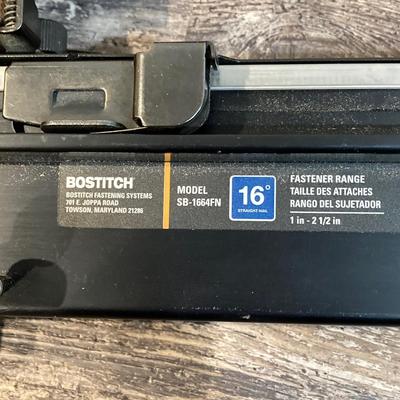 BOSTITCH
BOSTITCH FASTENING SYSTEMS
701 E. JOPPA ROAD
TOWSON, MARYLAND 21286
MODEL
SB-1664FN
16°
STRAIGHT NAIL
FASTENER RANGE
TAILLE DES ATTACHES
RANGO DEL SUJETADOR
1 in - 2 1/2 in